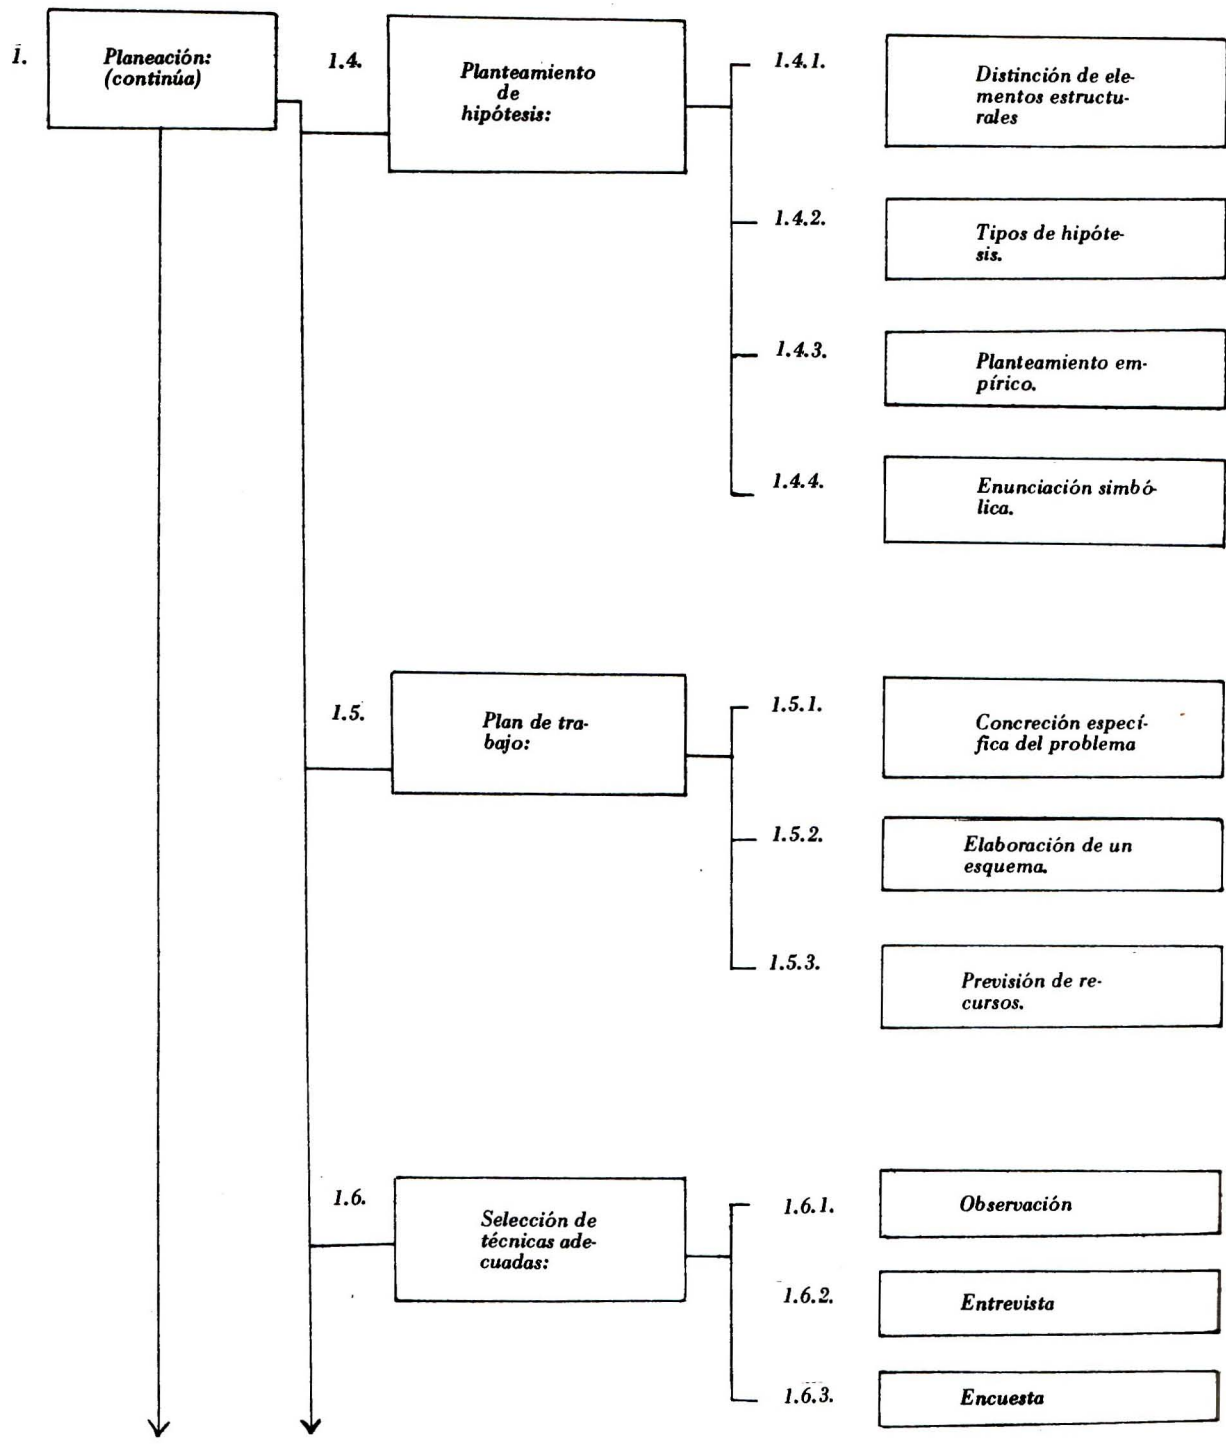 1.
Planeación:
(continúa)
1.4.
Planteamiento
de
hipótesis:
1.4.1.
Distinción de ele-
mentos estructu-
rales
1.4.2.
Tipos de hipóte-
sis.
1.4.3.
Planteamiento em-
pírico.
1.4.4.
Enunciación simbó-
lica.
1.5.
Plan de tra-
bajo:
1.5.1.
Concreción especí-
fica del problema
1.5.2.
Elaboración de un
esquema.
1.5.3.
Previsión de re-
cursos.
1.6.
Selección de
técnicas ade-
cuadas:
1.6.1.
Observación
1.6.2.
Entrevista
1.6.3.
Encuesta